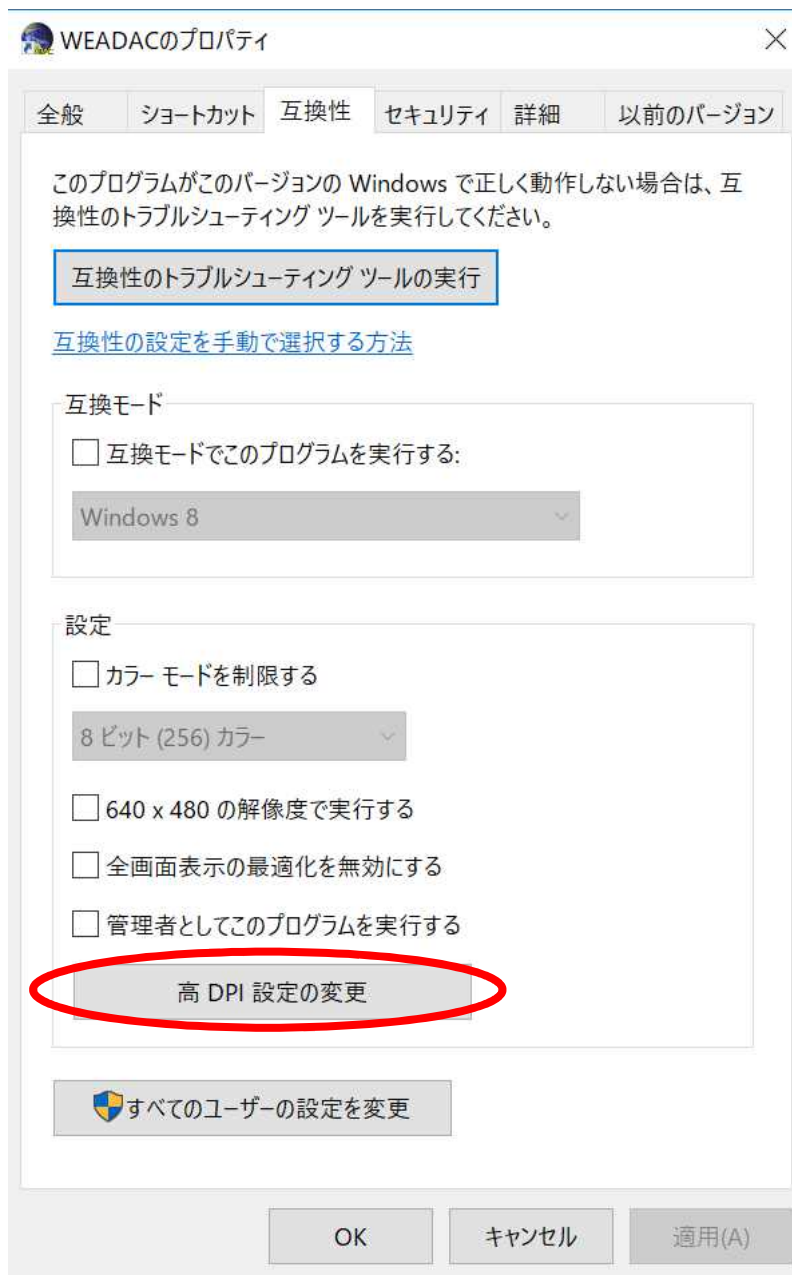 WEADACのプロパティ
全般 ショートカット 互換性 セキュリティ 詳細 以前のバージョン
このプログラムがこのバージョンの Windows で正しく動作しない場合は、互
換性のトラブルシューティング ツールを実行してください。
互換性のトラブルシューティング ツールの実行
互換性の設定を手動で選択する方法
互換モード
互換モードでこのプログラムを実行する:
Windows 8
設定
カラー モードを制限する
8 ビット (256) カラー
640 x 480 の解像度で実行する
全画面表示の最適化を無効にする
管理者としてこのプログラムを実行する
高 DPI 設定の変更
すべてのユーザーの設定を変更
OK キャンセル 適用(A)